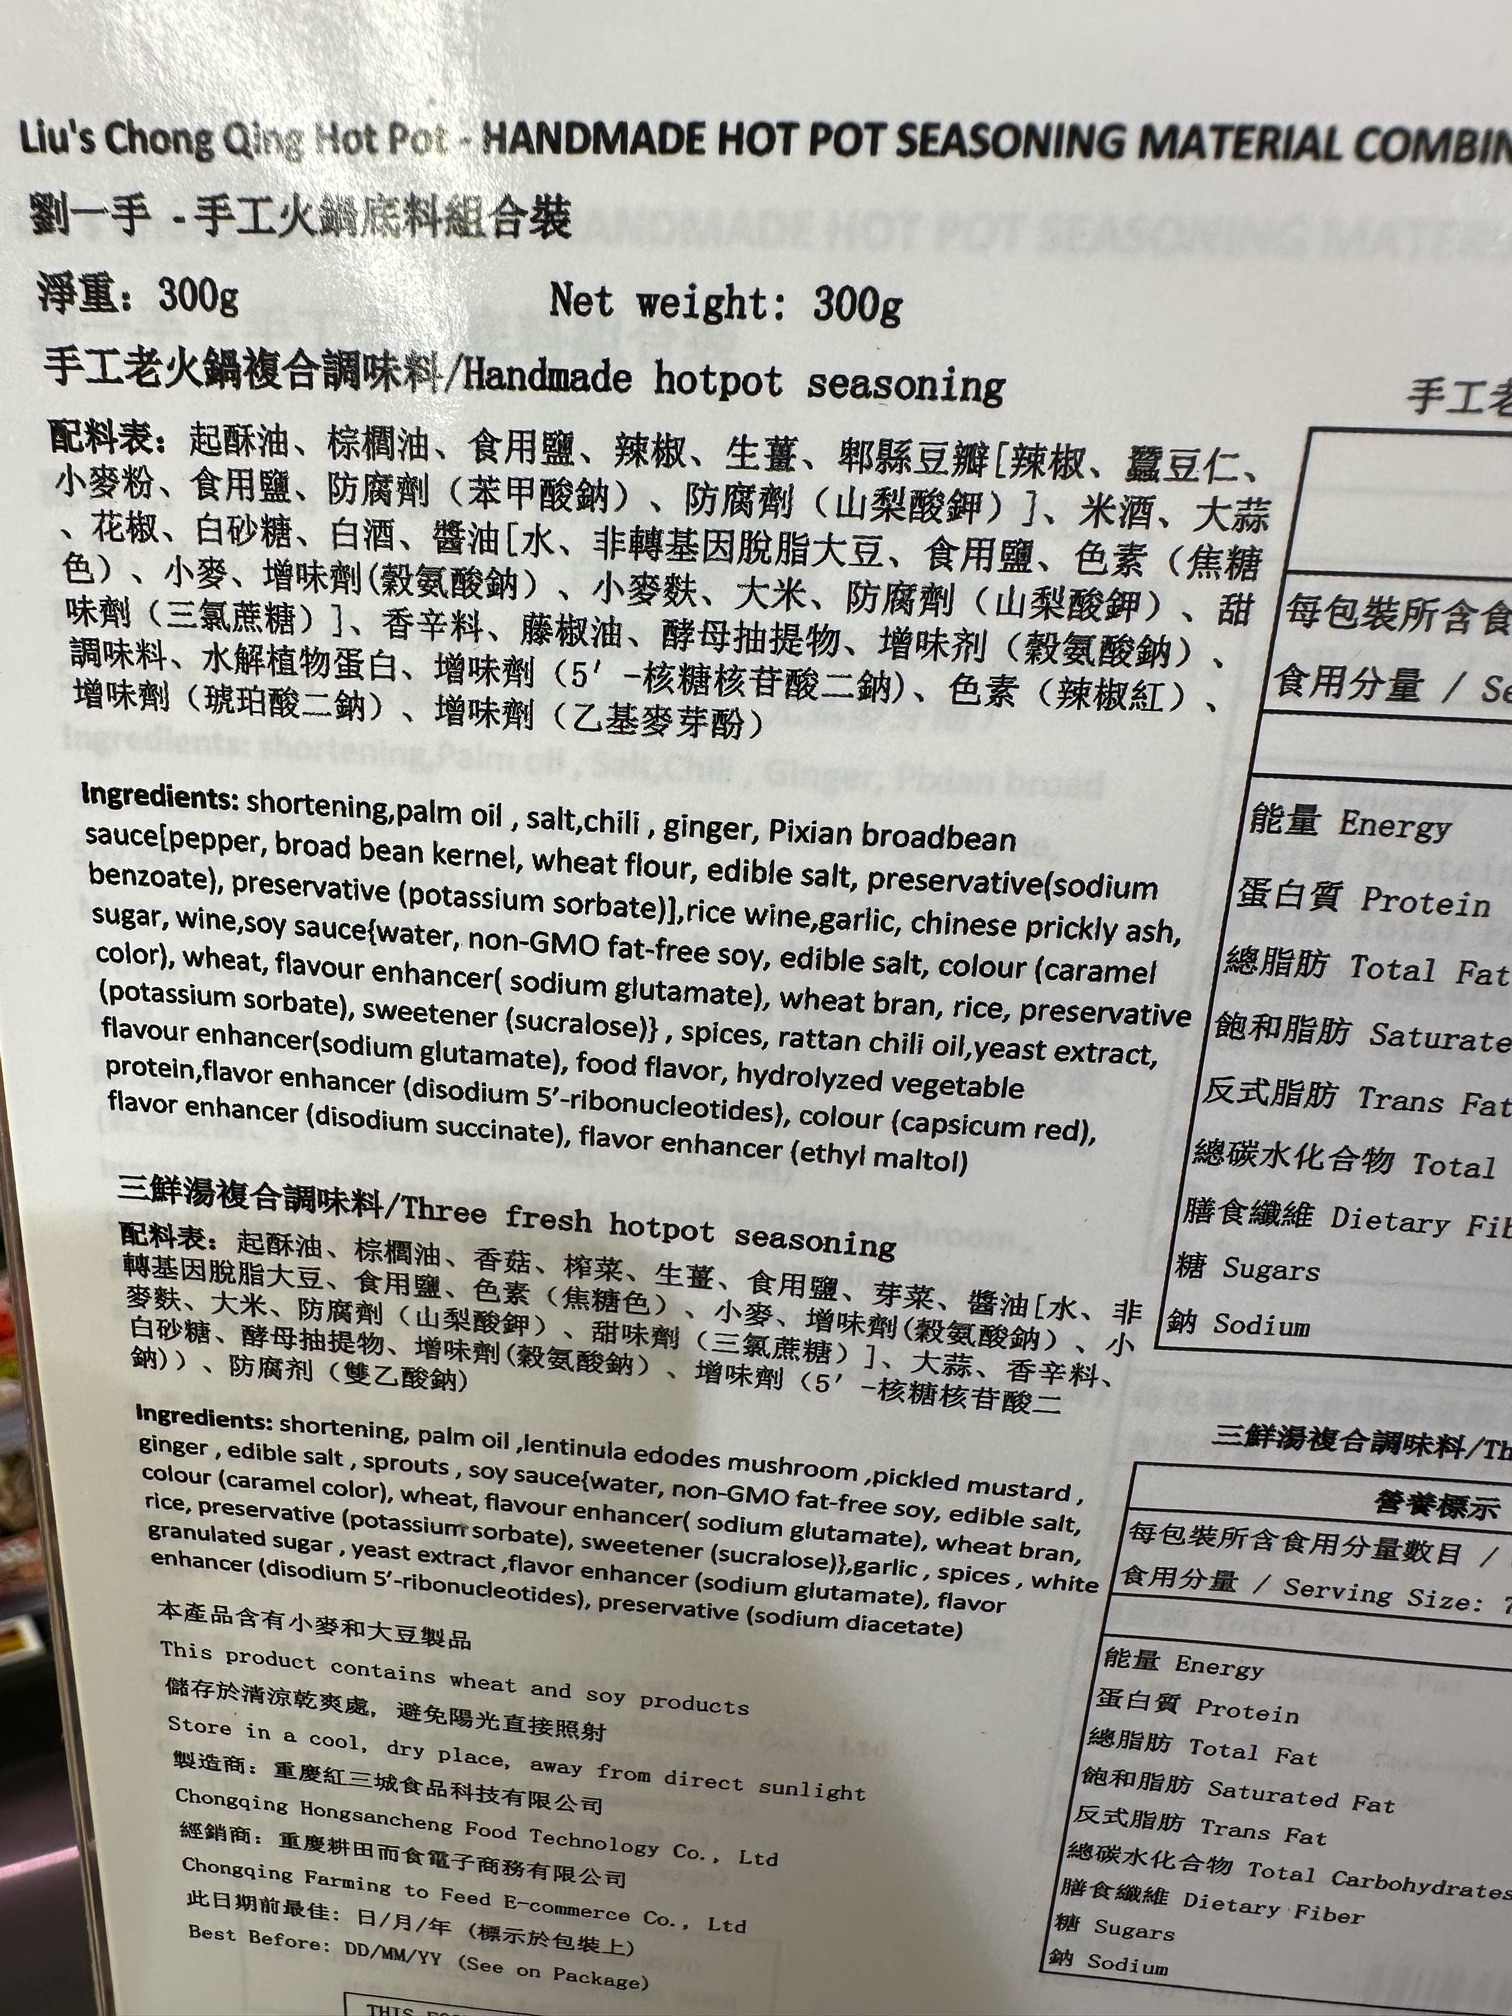 Liu's Chong Qing Hot Pot - HANDMADE HOT POT SEASONING MATERIAL COMBIN
劉一手 -手工火鍋底料組合裝
淨重: 300g Net weight: 300g
手工老火鍋複合調味料/Handmade hotpot seasoning
配料表: 起酥油、棕櫚油、食用鹽、辣椒、生薑、郫縣豆瓣[辣椒、蠶豆仁、
小麥粉、食用鹽、防腐劑（苯甲酸鈉）、防腐劑（山梨酸鉀）]、米酒、大蒜
、花椒、白砂糖、白酒、醬油[水、非轉基因脫脂大豆、食用鹽、色素（焦糖
色）、小麥、增味劑(穀氨酸鈉）、小麥麩、大米、防腐劑（山梨酸鉀）、甜
味劑（三氯蔗糖）]、香辛料、藤椒油、酵母抽提物、增味剂（穀氨酸鈉）、
調味料、水解植物蛋白、增味劑（5′-核糖核苷酸二鈉)、色素（辣椒紅）、
增味劑（琥珀酸二鈉）、增味劑（乙基麥芽酚）
Ingredients: shortening,palm oil , salt,chili , ginger, Pixian broadbean
sauce[pepper, broad bean kernel, wheat flour, edible salt, preservative(sodium
benzoate), preservative (potassium sorbate)],rice wine,garlic, chinese prickly ash,
sugar, wine,soy sauce{water, non-GMO fat-free soy, edible salt, colour (caramel
color), wheat, flavour enhancer( sodium glutamate), wheat bran, rice, preservative
(potassium sorbate), sweetener (sucralose)} , spices, rattan chili oil,yeast extract,
flavour enhancer(sodium glutamate), food flavor, hydrolyzed vegetable
protein,flavor enhancer (disodium 5′-ribonucleotides), colour (capsicum red),
flavor enhancer (disodium succinate), flavor enhancer (ethyl maltol)
三鮮湯複合調味料/Three fresh hotpot seasoning
配料表: 起酥油、棕櫚油、香菇、榨菜、生薑、食用鹽、芽菜、醬油[水、非
轉基因脫脂大豆、食用鹽、色素（焦糖色）、小麥、增味劑(穀氨酸鈉）、小
麥麩、大米、防腐劑（山梨酸鉀）、甜味劑（三氯蔗糖）]、大蒜、香辛料、
白砂糖、酵母抽提物、增味劑(穀氨酸鈉）、增味劑（5′-核糖核苷酸二
鈉)）、防腐剂（雙乙酸鈉）
Ingredients: shortening, palm oil ,lentinula edodes mushroom ,pickled mustard ,
ginger , edible salt , sprouts , soy sauce{water, non-GMO fat-free soy, edible salt,
colour (caramel color), wheat, flavour enhancer( sodium glutamate), wheat bran,
rice, preservative (potassium sorbate), sweetener (sucralose)},garlic , spices , white
granulated sugar , yeast extract ,flavor enhancer (sodium glutamate), flavor
enhancer (disodium 5′-ribonucleotides), preservative (sodium diacetate)
本產品含有小麥和大豆製品
This product contains wheat and soy products
儲存於清涼乾爽處, 避免陽光直接照射
Store in a cool, dry place, away from direct sunlight
製造商: 重慶紅三城食品科技有限公司
Chongqing Hongsancheng Food Technology Co., Ltd
經銷商: 重慶耕田而食電子商務有限公司
Chongqing Farming to Feed E-commerce Co., Ltd
此日期前最佳: 日/月/年 (標示於包裝上)
Best Before: DD/MM/YY (See on Package)
手工老
每包裝所含食
食用分量 / Se
能量 Energy
蛋白質 Protein
總脂肪 Total Fat
飽和脂肪 Saturate
反式脂肪 Trans Fat
總碳水化合物 Total
膳食纖維 Dietary Fib
糖 Sugars
鈉 Sodium
三鮮湯複合調味料/Th
營養標示
每包裝所含食用分量數目 /
食用分量 / Serving Size: 7
能量 Energy
蛋白質 Protein
總脂肪 Total Fat
飽和脂肪 Saturated Fat
反式脂肪 Trans Fat
總碳水化合物 Total Carbohydrates
膳食纖維 Dietary Fiber
糖 Sugars
鈉 Sodium